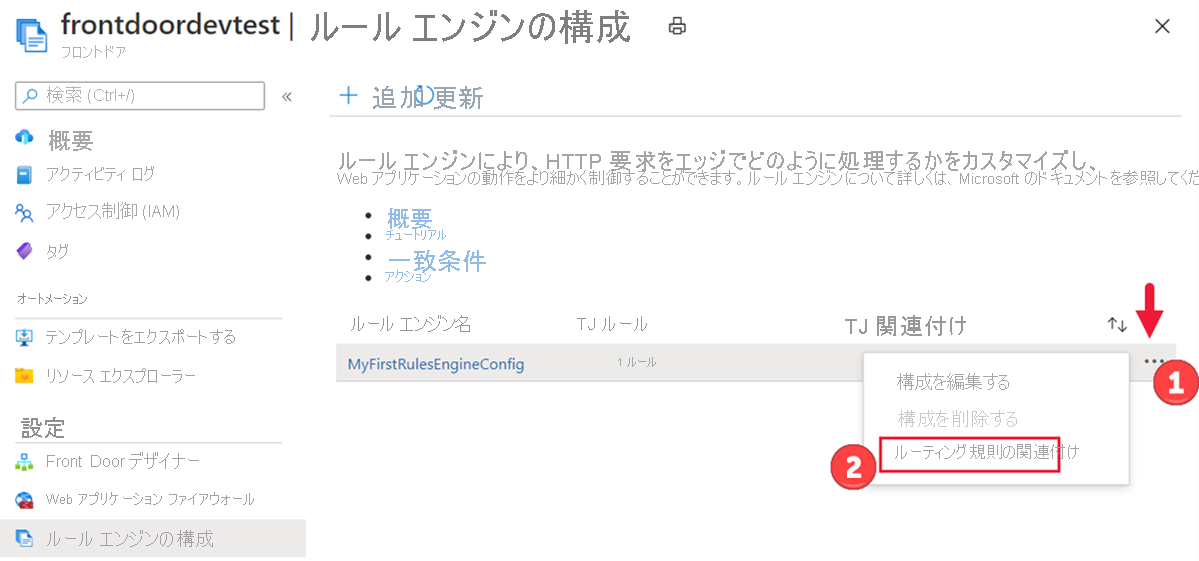 frontdoordevtest | ルール エンジンの構成
フロントドア
検索 (Ctrl+/)
«
概要
アクティビティ ログ
アクセス制御 (IAM)
タグ
オートメーション
テンプレートをエクスポートする
リソース エクスプローラー
設定
Front Door デザイナー
Web アプリケーション ファイアウォール
ルール エンジンの構成
+ 追加 更新
ルール エンジンにより、HTTP 要求をエッジでどのように処理するかをカスタマイズし、
Web アプリケーションの動作をより細かく制御することができます。ルール エンジンについて詳しくは、Microsoft のドキュメントを参照してくだ
• 概要
• チュートリアル
• 一致条件
• アクション
ルール エンジン名 TJ ルール TJ 関連付け ↑↓
MyFirstRulesEngineConfig 1 ルール ...
1
構成を編集する
構成を削除する
ルーティング規則の関連付け
2